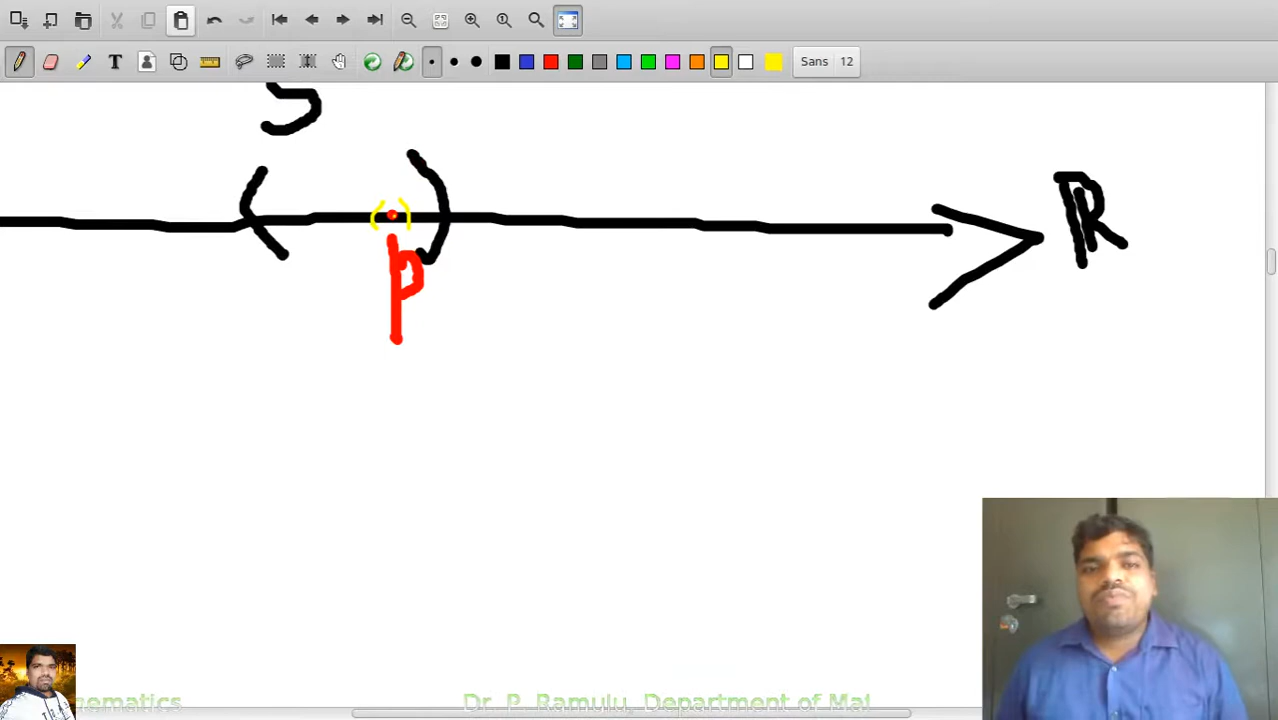 Sans 12
S
( ( ) )
ℝ
p
ematics Dr. P. Ramulu, Department of Mat